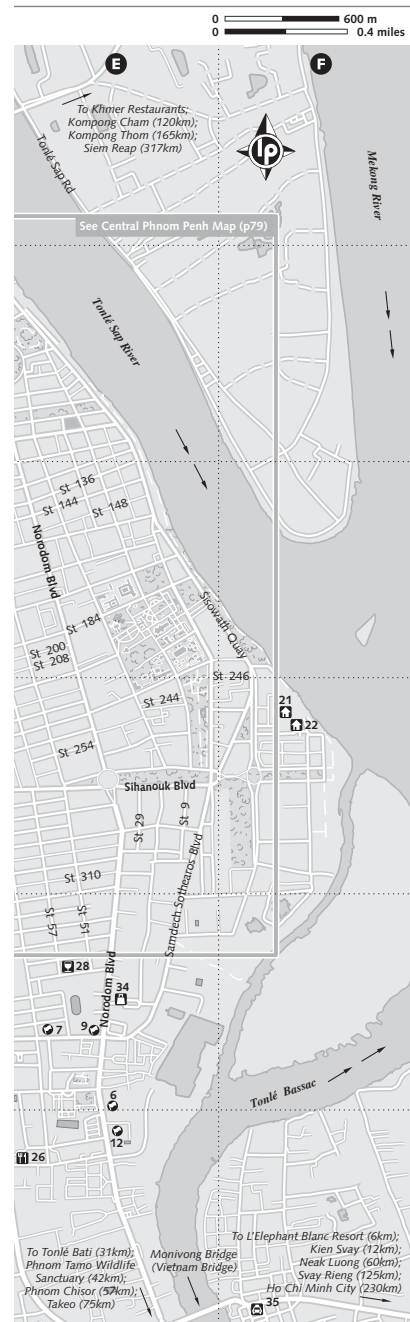 0 600 m
0 0.4 miles
E F
To Khmer Restaurants;
Kompong Cham (120km);
Kompong Thom (165km);
Siem Reap (317km)
lp
Tonlé Sap Rd
Mekong River
See Central Phnom Penh Map (p79)
Tonlé Sap River
St 136
St 144
St 148
Norodom Blvd
St 184
Sisowath Quay
St 200
St 208
St 246
St 244
21
22
St 254
Sihanouk Blvd
St 29
St 9
Samdech Sothearos Blvd
St 310
St 57
St 51
28
Norodom Blvd
34
7
9
6
12
Tonlé Bassac
26
To Tonlé Bati (31km);
Phnom Tamo Wildlife
Sanctuary (42km);
Phnom Chisor (57km);
Takeo (75km)
Monivong Bridge
(Vietnam Bridge)
To L'Elephant Blanc Resort (6km);
Kien Svay (12km);
Neak Luong (60km);
Svay Rieng (125km);
Ho Chi Minh City (230km)
35